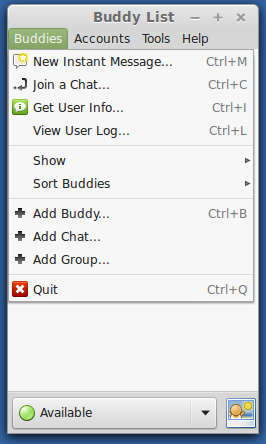 Buddy List
Buddies Accounts Tools Help
New Instant Message... Ctrl+M
Join a Chat... Ctrl+C
Get User Info... Ctrl+I
View User Log... Ctrl+L
Show
Sort Buddies
Add Buddy... Ctrl+B
Add Chat...
Add Group...
Quit Ctrl+Q
Available